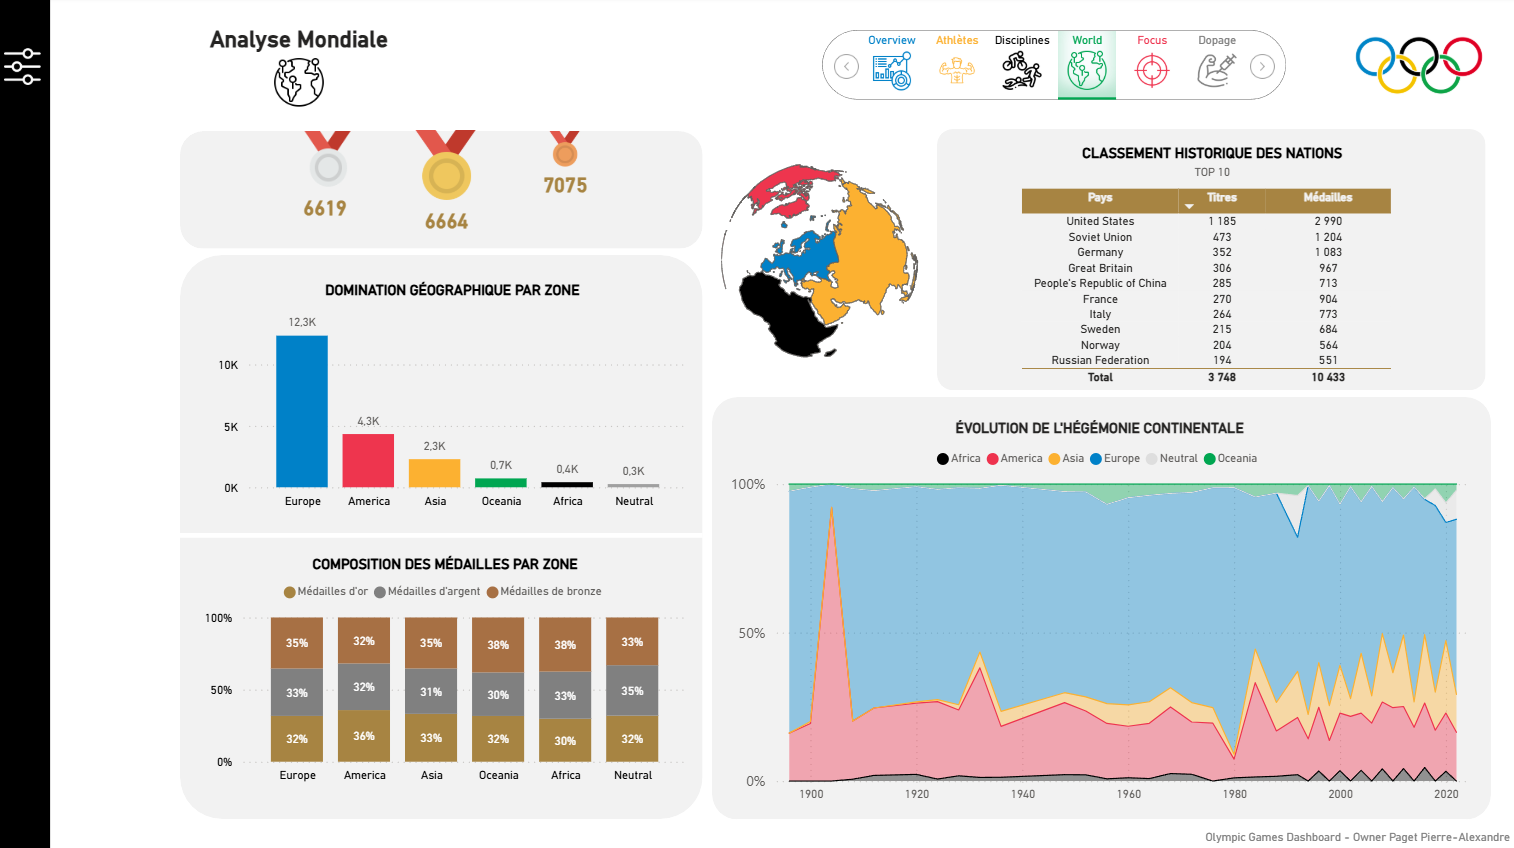 Analyse Mondiale
Overview
Athlètes
Disciplines
World
Focus
Dopage
6619
6664
7075
CLASSEMENT HISTORIQUE DES NATIONS
TOP 10
Pays Titres Médailles
United States 1 185 2 990
Soviet Union 473 1 204
Germany 352 1 083
Great Britain 306 967
People's Republic of China 285 713
France 270 904
Italy 264 773
Sweden 215 684
Norway 204 564
Russian Federation 194 551
Total 3 748 10 433
DOMINATION GÉOGRAPHIQUE PAR ZONE
12,3K
10K
4,3K
5K
2,3K
0,7K
0,4K
0,3K
0K
Europe America Asia Oceania Africa Neutral
COMPOSITION DES MÉDAILLES PAR ZONE
Médailles d'or Médailles d'argent Médailles de bronze
100%
35% 32% 35% 38% 38% 33%
50%
33% 32% 31% 30% 33% 35%
32% 36% 33% 32% 30% 32%
0%
Europe America Asia Oceania Africa Neutral
ÉVOLUTION DE L'HÉGÉMONIE CONTINENTALE
Africa America Asia Europe Neutral Oceania
100%
50%
0%
1900 1920 1940 1960 1980 2000 2020
Olympic Games Dashboard - Owner Paget Pierre-Alexandre